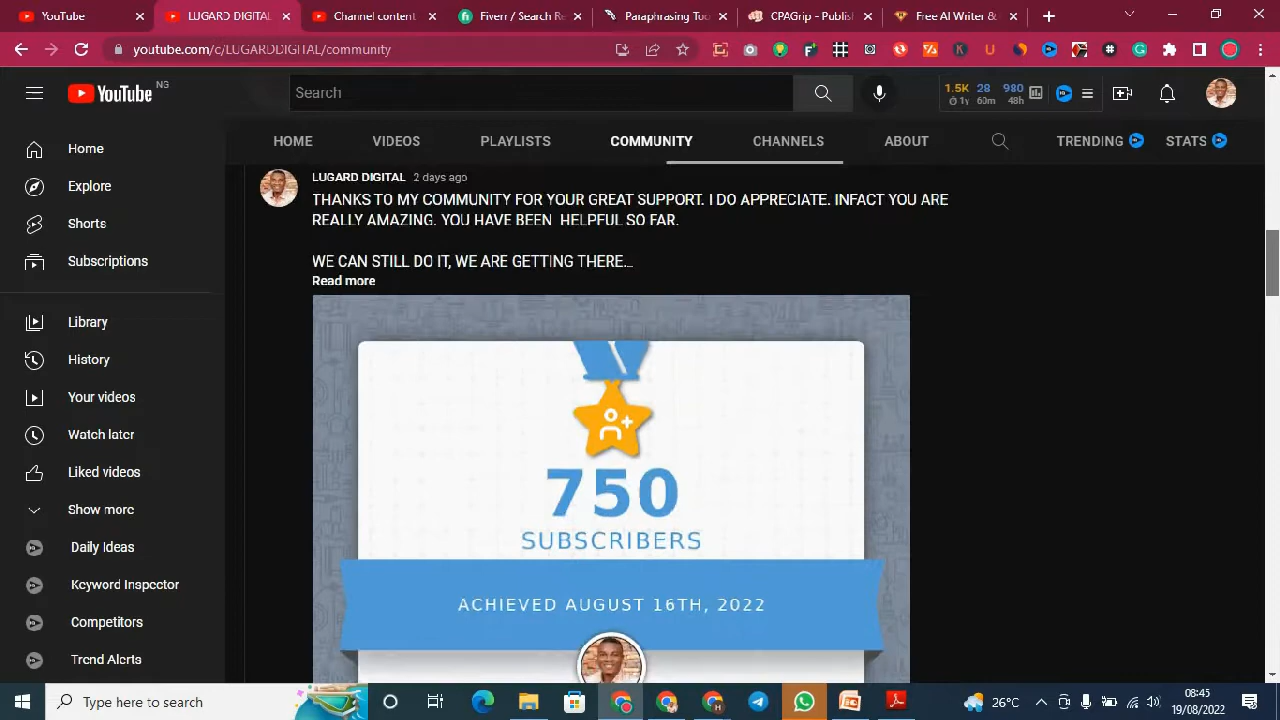 YouTube
LUGARD DIGITAL
Channel content
Fiverr / Search Re
Paraphrasing Too
CPAGrip - Publish
Free AI Writer &
youtube.com/c/LUGARDDIGITAL/community
YouTube NG
Search
1.5K 28 980
1y 60m 48h
HOME VIDEOS PLAYLISTS COMMUNITY CHANNELS ABOUT TRENDING STATS
Home
Explore
Shorts
Subscriptions
Library
History
Your videos
Watch later
Liked videos
Show more
Daily Ideas
Keyword Inspector
Competitors
Trend Alerts
LUGARD DIGITAL 2 days ago
THANKS TO MY COMMUNITY FOR YOUR GREAT SUPPORT. I DO APPRECIATE. INFACT YOU ARE
REALLY AMAZING. YOU HAVE BEEN HELPFUL SO FAR.
WE CAN STILL DO IT, WE ARE GETTING THERE...
Read more
750
SUBSCRIBERS
ACHIEVED AUGUST 16TH, 2022
Type here to search
26°C
08:45
19/08/2022